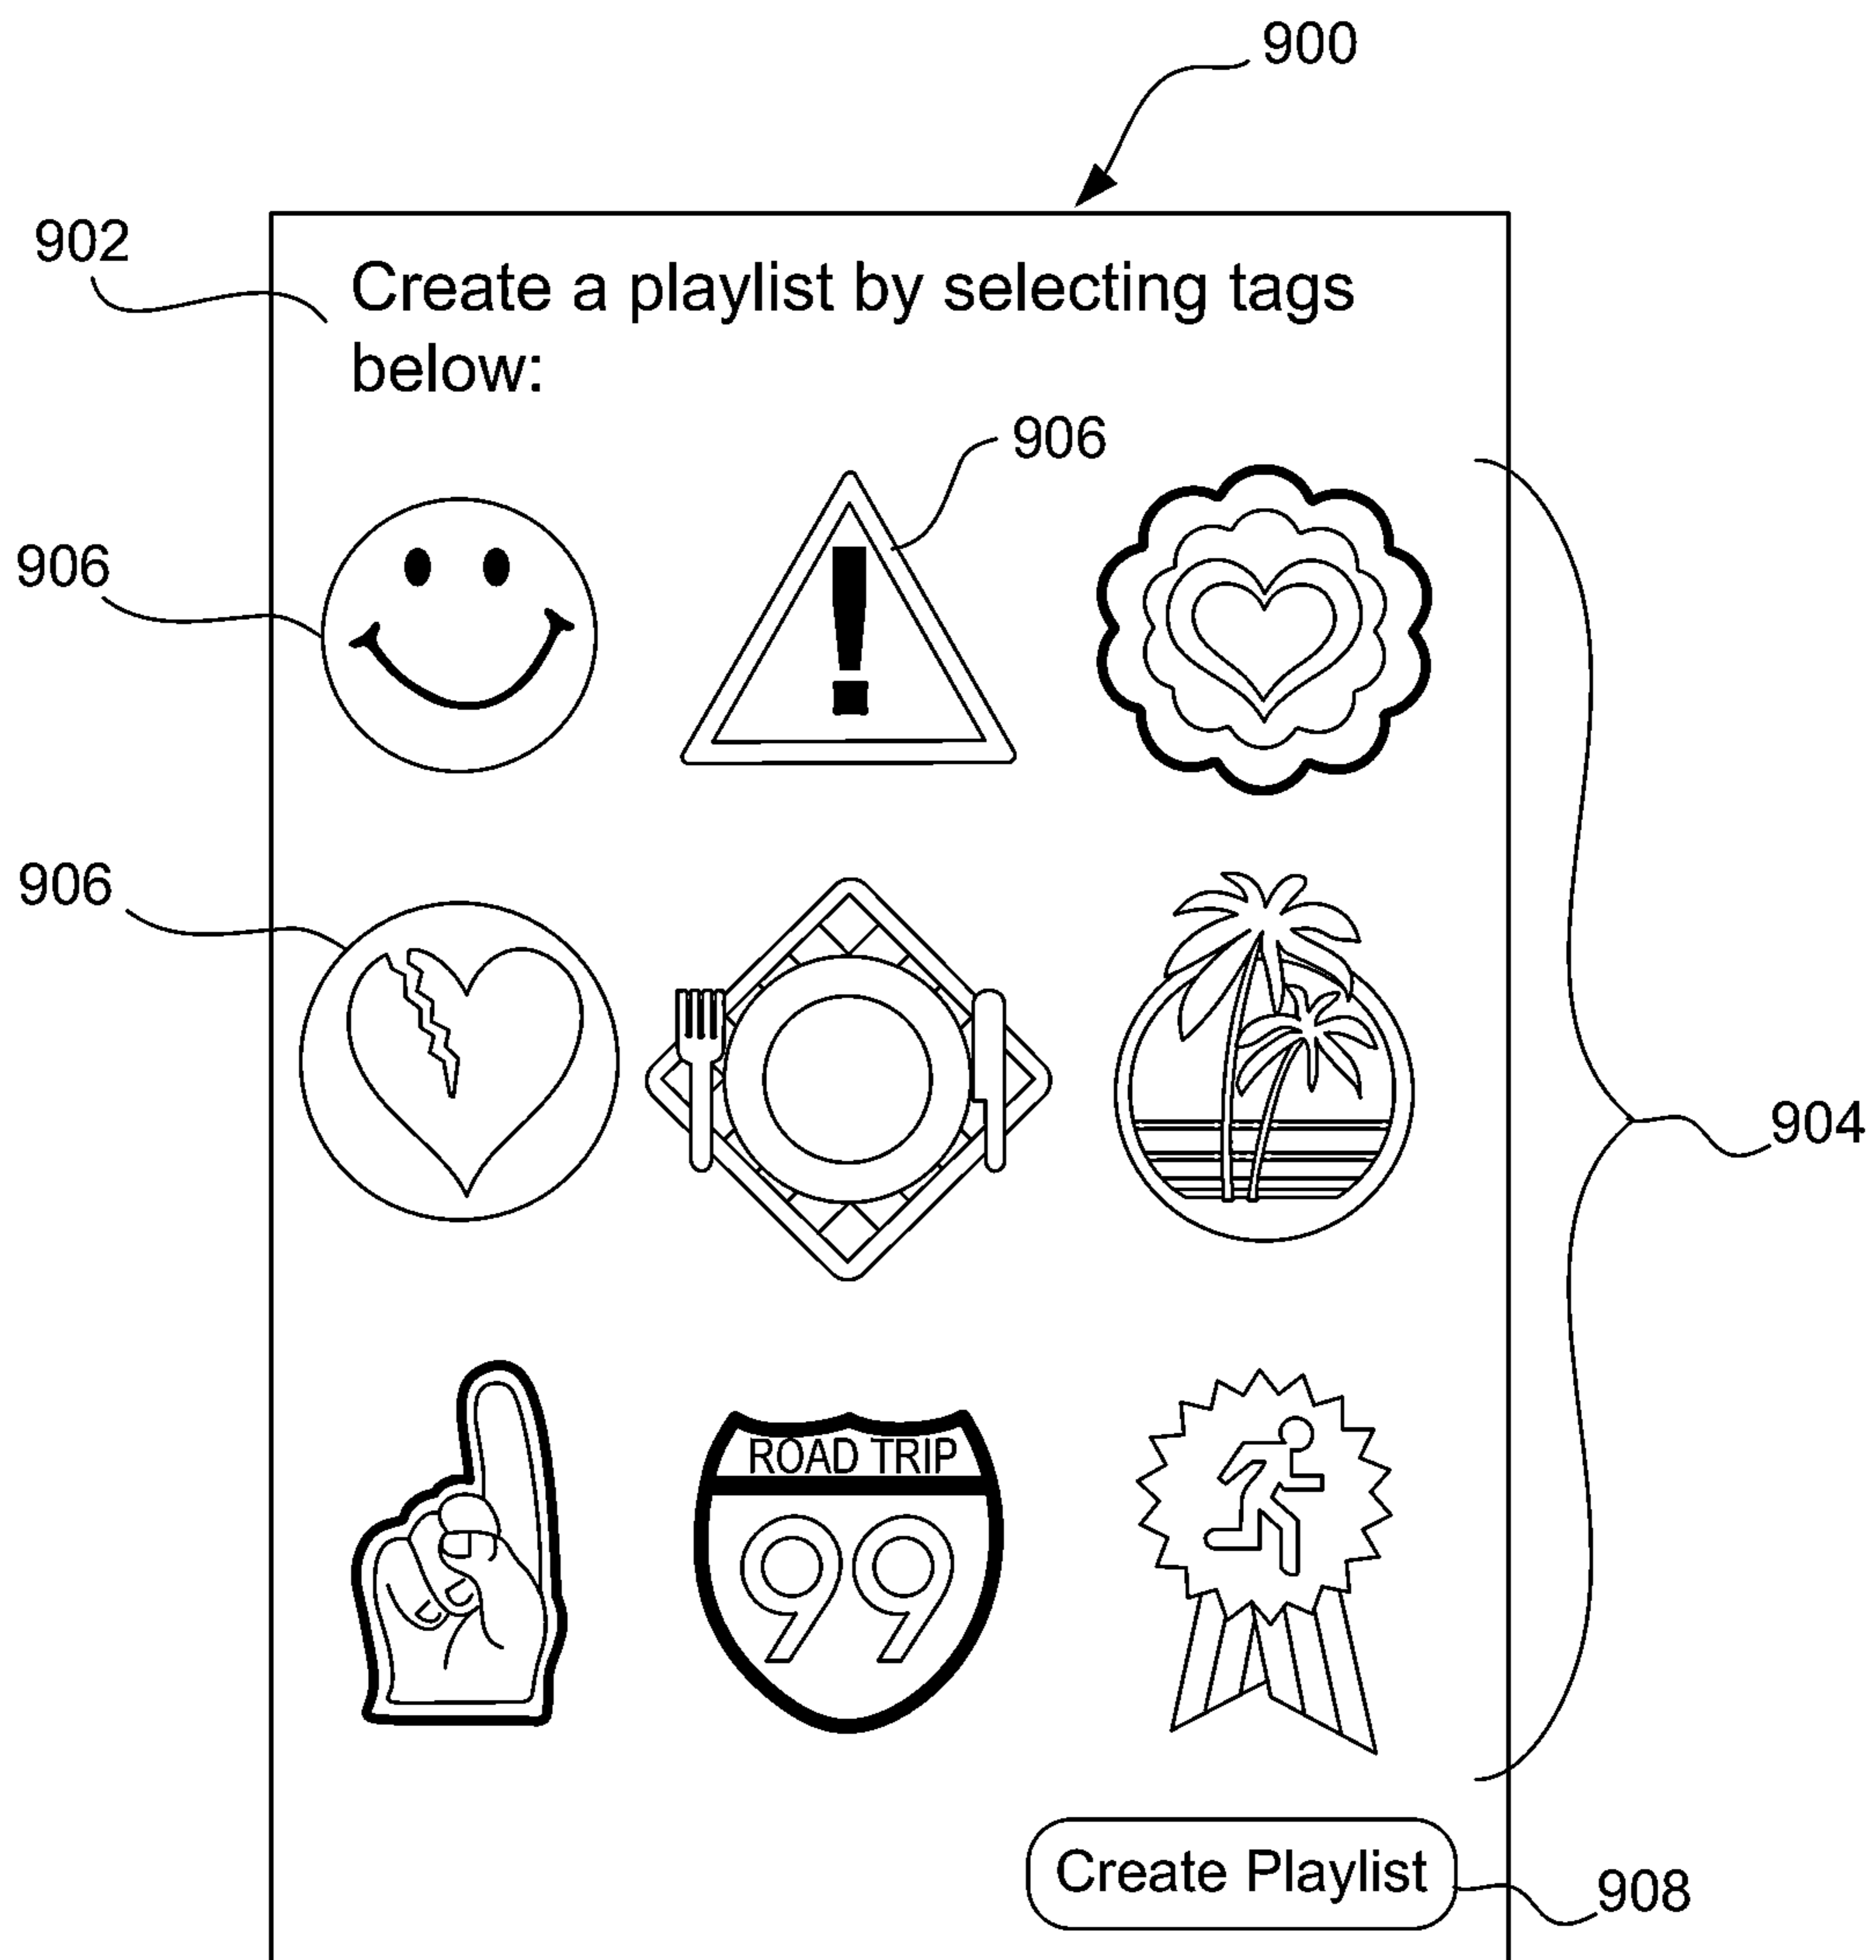 900
902
Create a playlist by selecting tags
below:
906
906
906
904
ROAD TRIP
99
Create Playlist
908